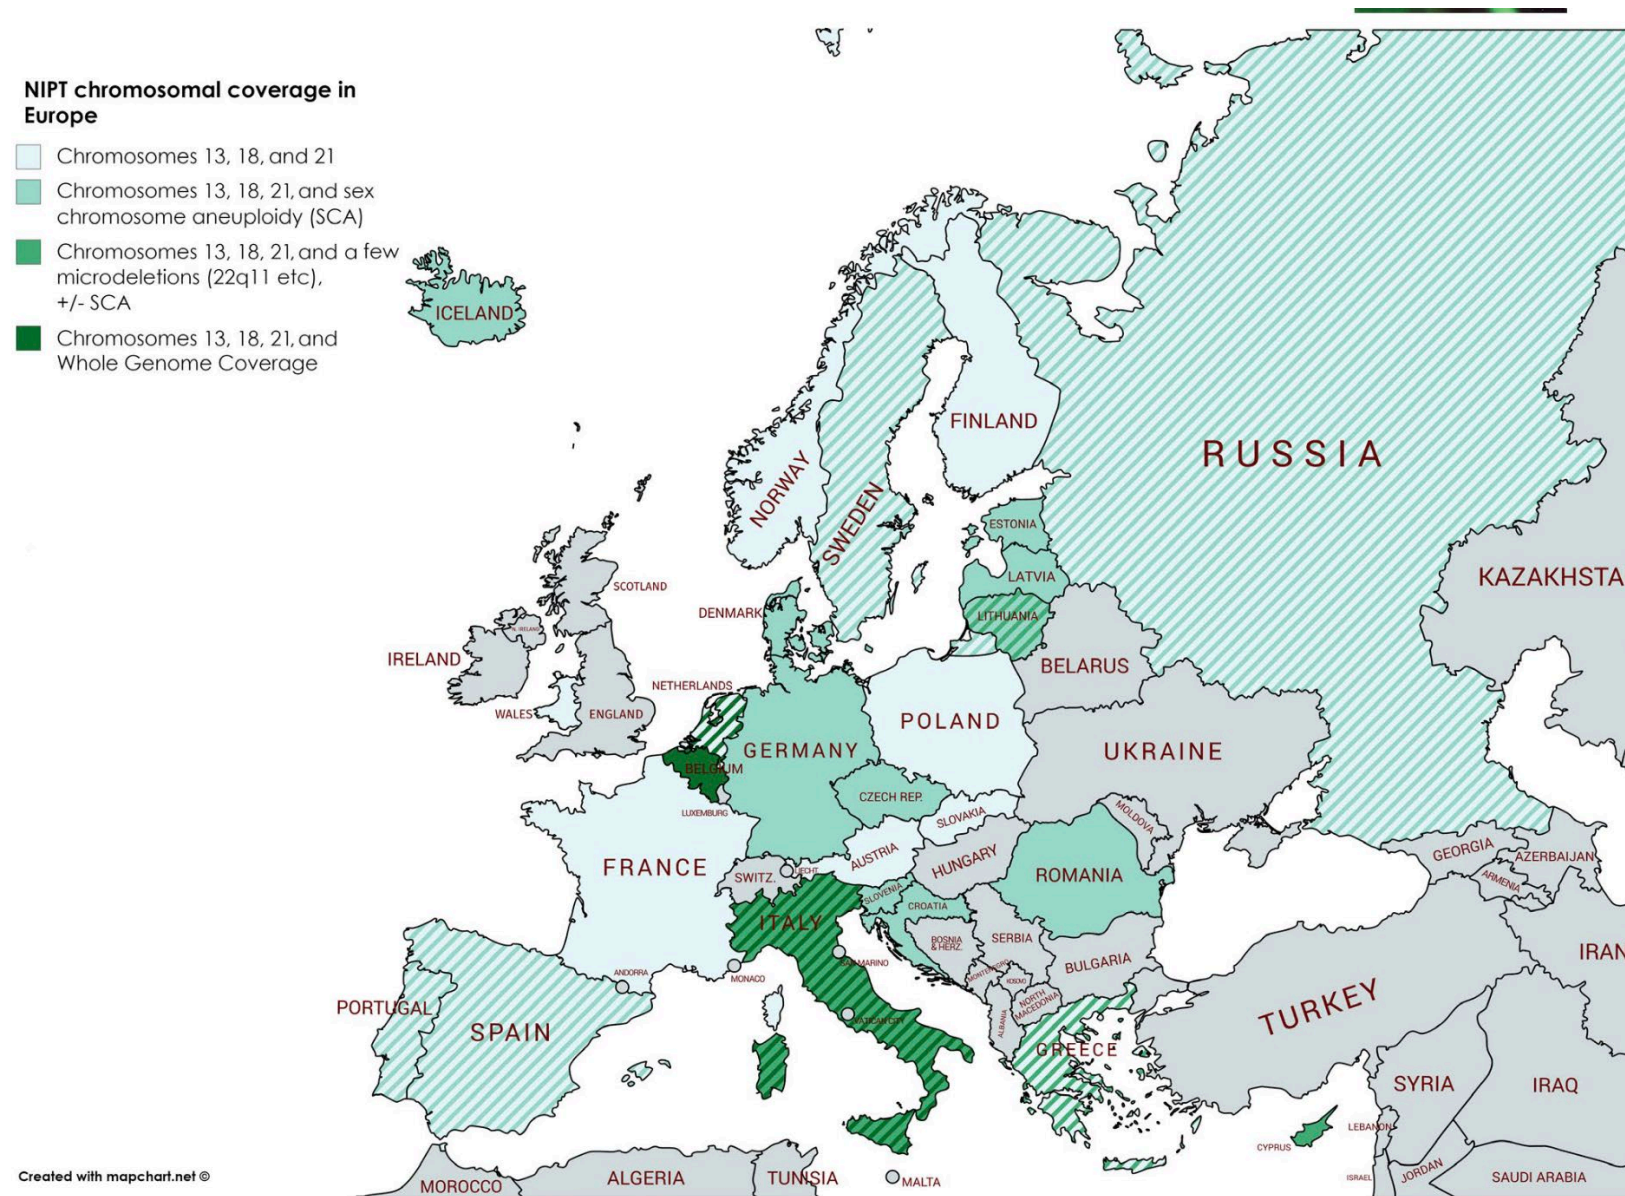 NIPT chromosomal coverage in
Europe
Chromosomes 13, 18, and 21
Chromosomes 13, 18, 21, and sex
chromosome aneuploidy (SCA)
Chromosomes 13, 18, 21, and a few
microdeletions (22q11 etc),
+/- SCA
Chromosomes 13, 18, 21, and
Whole Genome Coverage
ICELAND
FINLAND
RUSSIA
NORWAY
SWEDEN
ESTONIA
LATVIA
LITHUANIA
KAZAKHSTA
SCOTLAND
DENMARK
N. IRELAND
IRELAND
BELARUS
NETHERLANDS
WALES
ENGLAND
POLAND
GERMANY
UKRAINE
BELGIUM
CZECH REP.
LUXEMBURG
SLOVAKIA
MOLDOVA
AUSTRIA
HUNGARY
FRANCE
SWITZ.
LIECHT.
ROMANIA
GEORGIA
AZERBAIJAN
ARMENIA
SLOVENIA
CROATIA
ITALY
BOSNIA
& HERZ.
SERBIA
BULGARIA
IRAN
SAN MARINO
MONTENEGRO
KOSOVO
ANDORRA
MONACO
NORTH
MACEDONIA
PORTUGAL
SPAIN
VATICAN CITY
ALBANIA
TURKEY
GREECE
SYRIA
IRAQ
LEBANON
CYPRUS
ISRAEL
JORDAN
SAUDI ARABIA
MOROCCO
ALGERIA
TUNISIA
MALTA
Created with mapchart.net ©